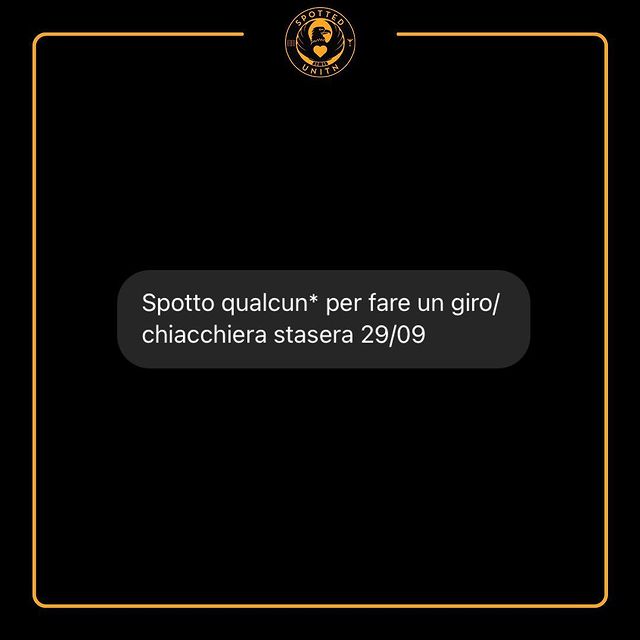 SPOTTED
UNITN
Spotto qualcun* per fare un giro/
chiacchiera stasera 29/09